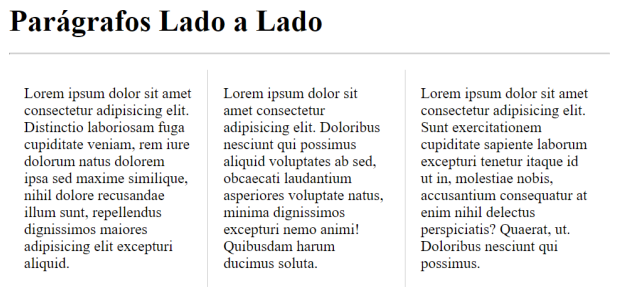 Parágrafos Lado a Lado
Lorem ipsum dolor sit amet
consectetur adipisicing elit.
Distinctio laboriosam fuga
cupiditate veniam, rem iure
dolorum natus dolorem
ipsa sed maxime similique,
nihil dolore recusandae
illum sunt, repellendus
dignissimos maiores
adipisicing elit excepturi
aliquid.
Lorem ipsum dolor sit
amet consectetur
adipisicing elit. Doloribus
nesciunt qui possimus
aliquid voluptates ab sed,
obcaecati laudantium
asperiores voluptate natus,
minima dignissimos
excepturi nemo animi!
Quibusdam harum
ducimus soluta.
Lorem ipsum dolor sit amet
consectetur adipisicing elit.
Sunt exercitationem
cupiditate sapiente laborum
excepturi tenetur itaque id
ut in, molestiae nobis,
accusantium consequatur at
enim nihil delectus
perspiciatis? Quaerat, ut.
Doloribus nesciunt qui
possimus.